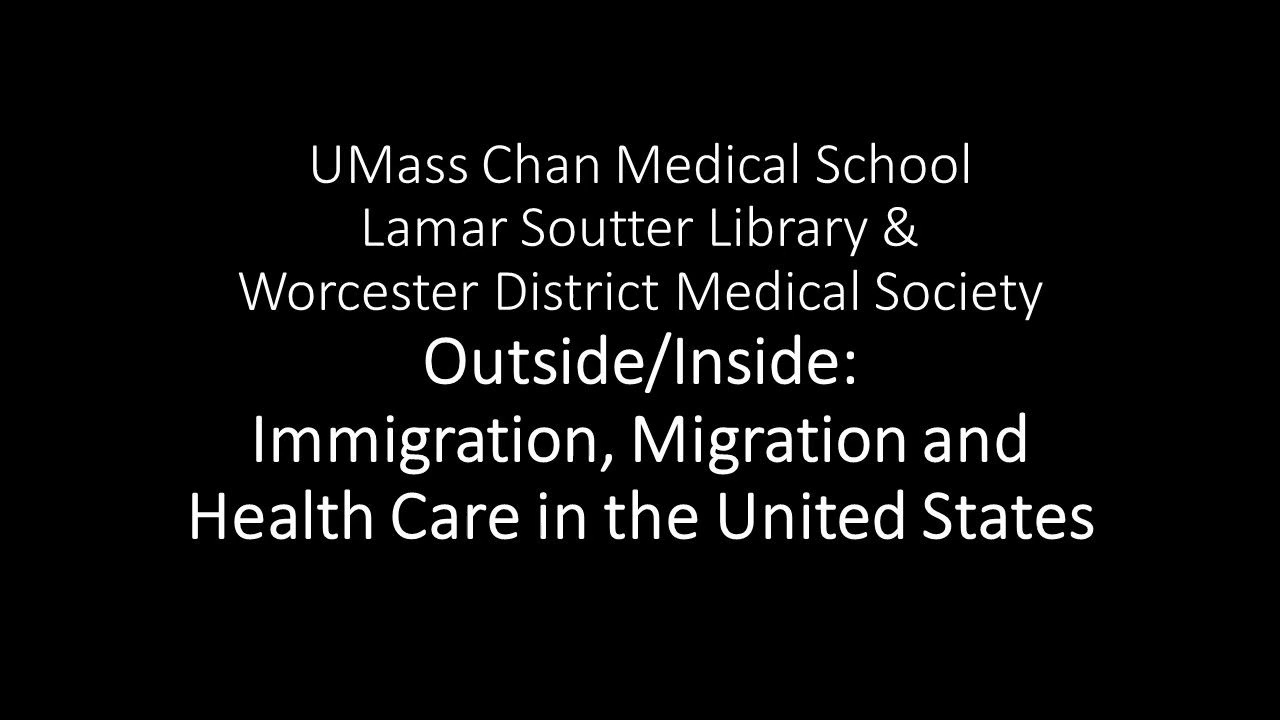 UMass Chan Medical School
Lamar Soutter Library &
Worcester District Medical Society
Outside/Inside:
Immigration, Migration and
Health Care in the United States